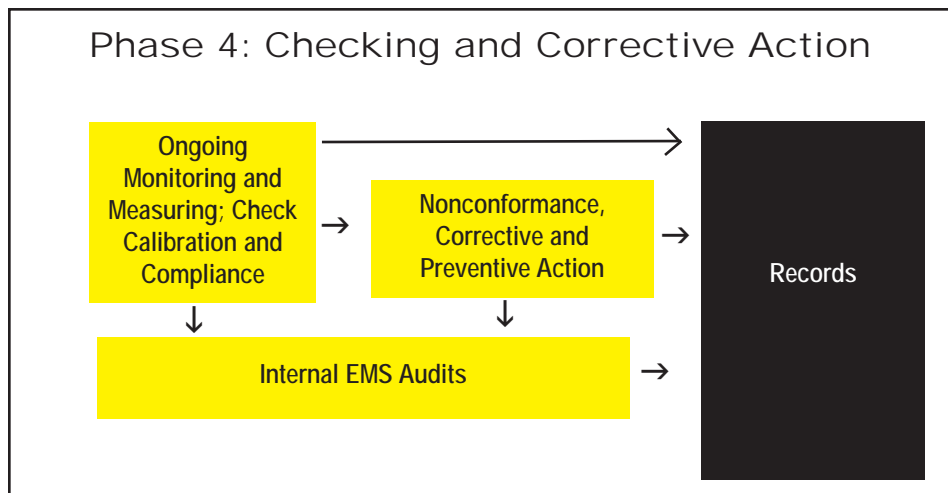 Phase 4: Checking and Corrective Action
Ongoing
Monitoring and
Measuring; Check
Calibration and
Compliance
Nonconformance,
Corrective and
Preventive Action
Records
Internal EMS Audits